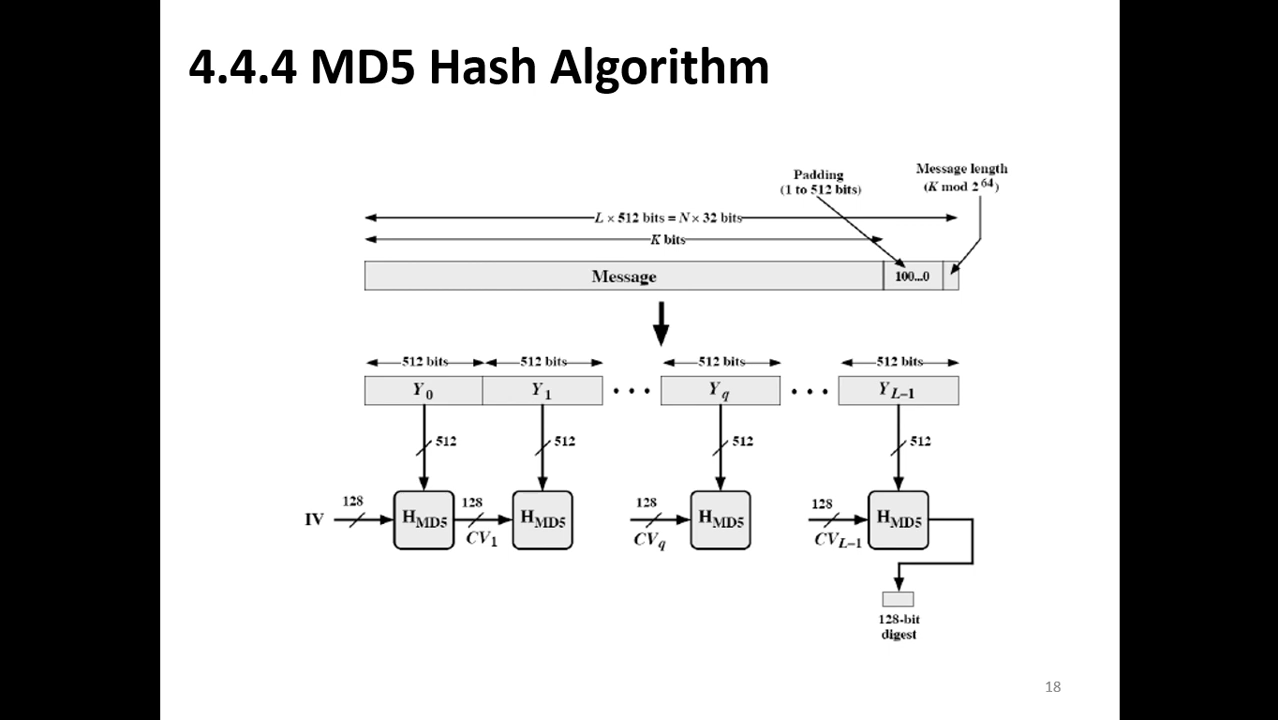 4.4.4 MD5 Hash Algorithm
Padding
(1 to 512 bits)
Message length
(K mod 2^64)
L × 512 bits = N × 32 bits
K bits
Message
100...0
512 bits 512 bits 512 bits 512 bits
Y0 Y1 ... Yq ... YL–1
512 512 512 512
IV 128 HMD5 128 HMD5 128 HMD5 128 HMD5
CV1 CVq CVL–1
128-bit
digest
18